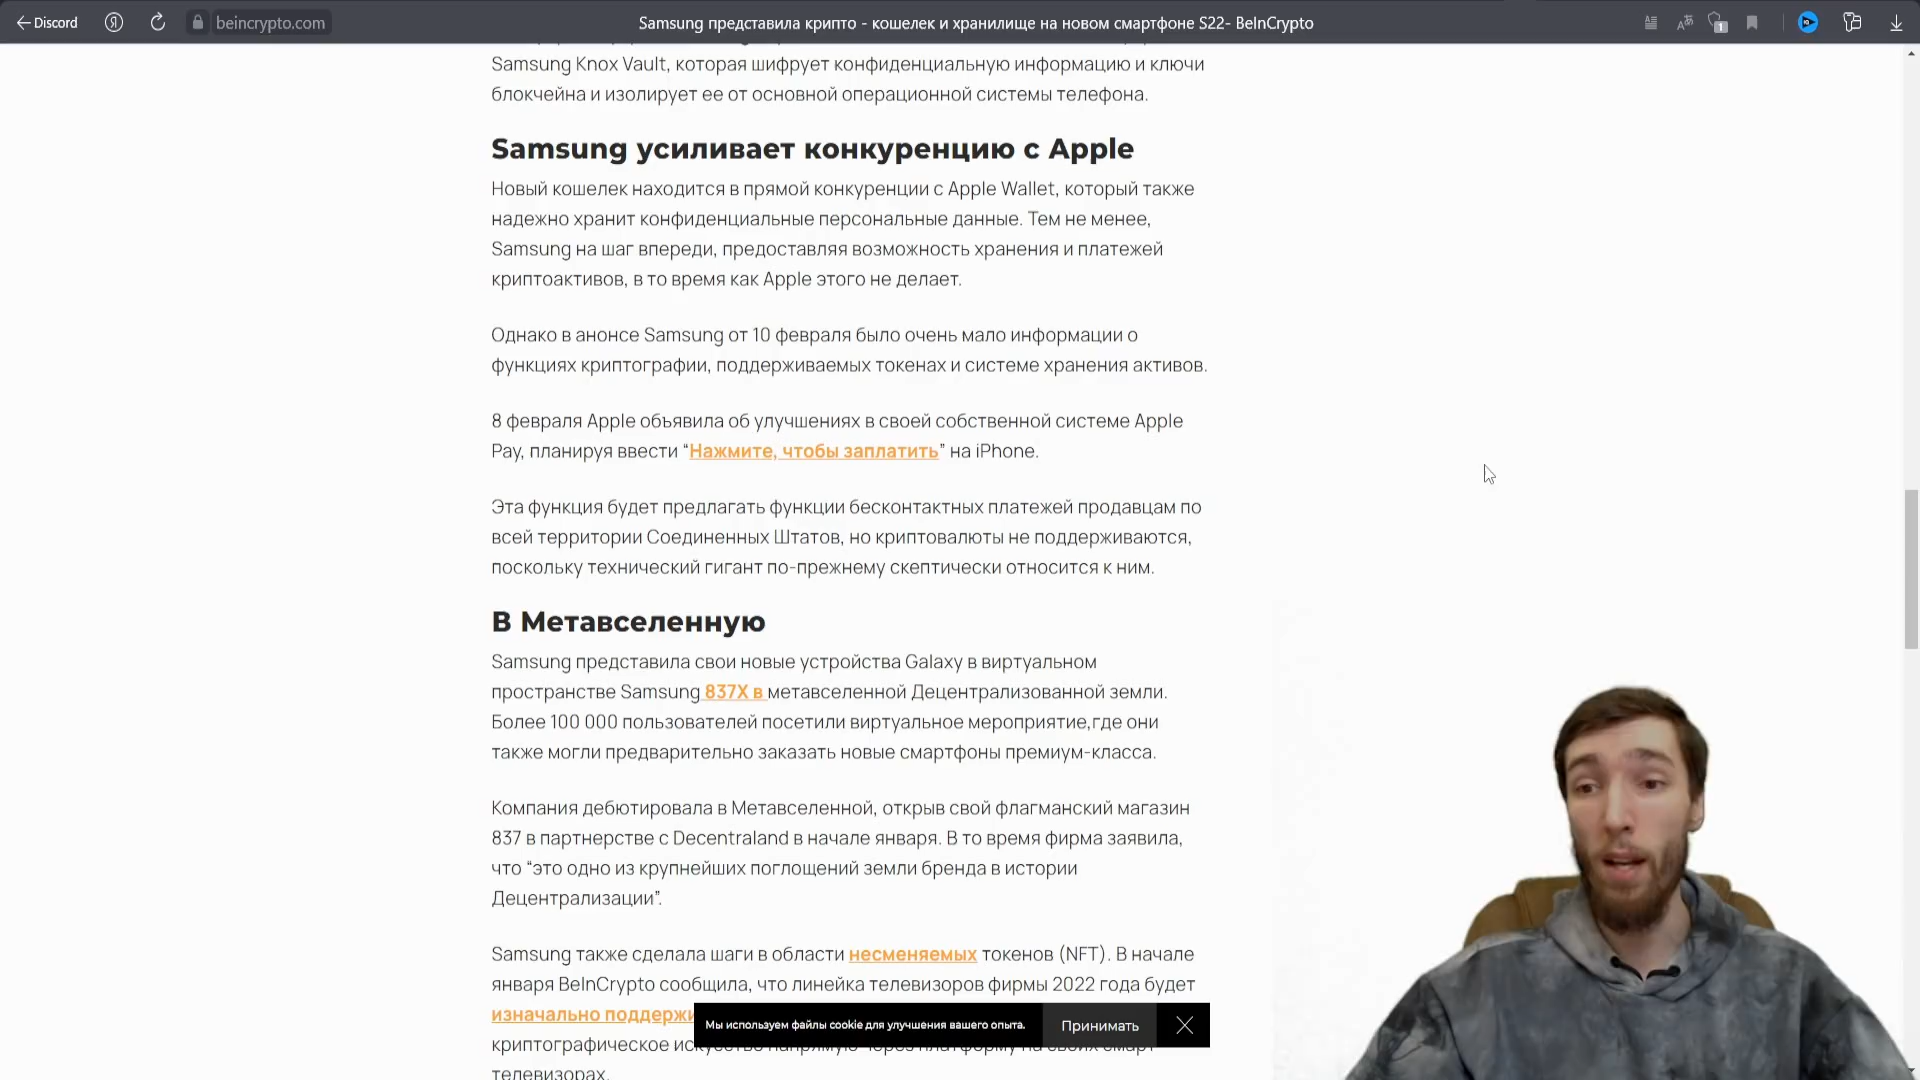 Discord
beincrypto.com
Samsung представила крипто - кошелек и хранилище на новом смартфоне S22- BeInCrypto
1
Samsung Knox Vault, которая шифрует конфиденциальную информацию и ключи
блокчейна и изолирует ее от основной операционной системы телефона.
Samsung усиливает конкуренцию с Apple
Новый кошелек находится в прямой конкуренции с Apple Wallet, который также
надежно хранит конфиденциальные персональные данные. Тем не менее,
Samsung на шаг впереди, предоставляя возможность хранения и платежей
криптоактивов, в то время как Apple этого не делает.
Однако в анонсе Samsung от 10 февраля было очень мало информации о
функциях криптографии, поддерживаемых токенах и системе хранения активов.
8 февраля Apple объявила об улучшениях в своей собственной системе Apple
Pay, планируя ввести “Нажмите, чтобы заплатить” на iPhone.
Эта функция будет предлагать функции бесконтактных платежей продавцам по
всей территории Соединенных Штатов, но криптовалюты не поддерживаются,
поскольку технический гигант по-прежнему скептически относится к ним.
В Метавселенную
Samsung представила свои новые устройства Galaxy в виртуальном
пространстве Samsung 837X в метавселенной Децентрализованной земли.
Более 100 000 пользователей посетили виртуальное мероприятие,где они
также могли предварительно заказать новые смартфоны премиум-класса.
Компания дебютировала в Метавселенной, открыв свой флагманский магазин
837 в партнерстве с Decentraland в начале января. В то время фирма заявила,
что “это одно из крупнейших поглощений земли бренда в истории
Децентрализации”.
Samsung также сделала шаги в области несменяемых токенов (NFT). В начале
января BeInCrypto сообщила, что линейка телевизоров фирмы 2022 года будет
изначально
Мы используем файлы cookie для улучшения вашего опыта.
Принимать
криптографическое
телевизорах.